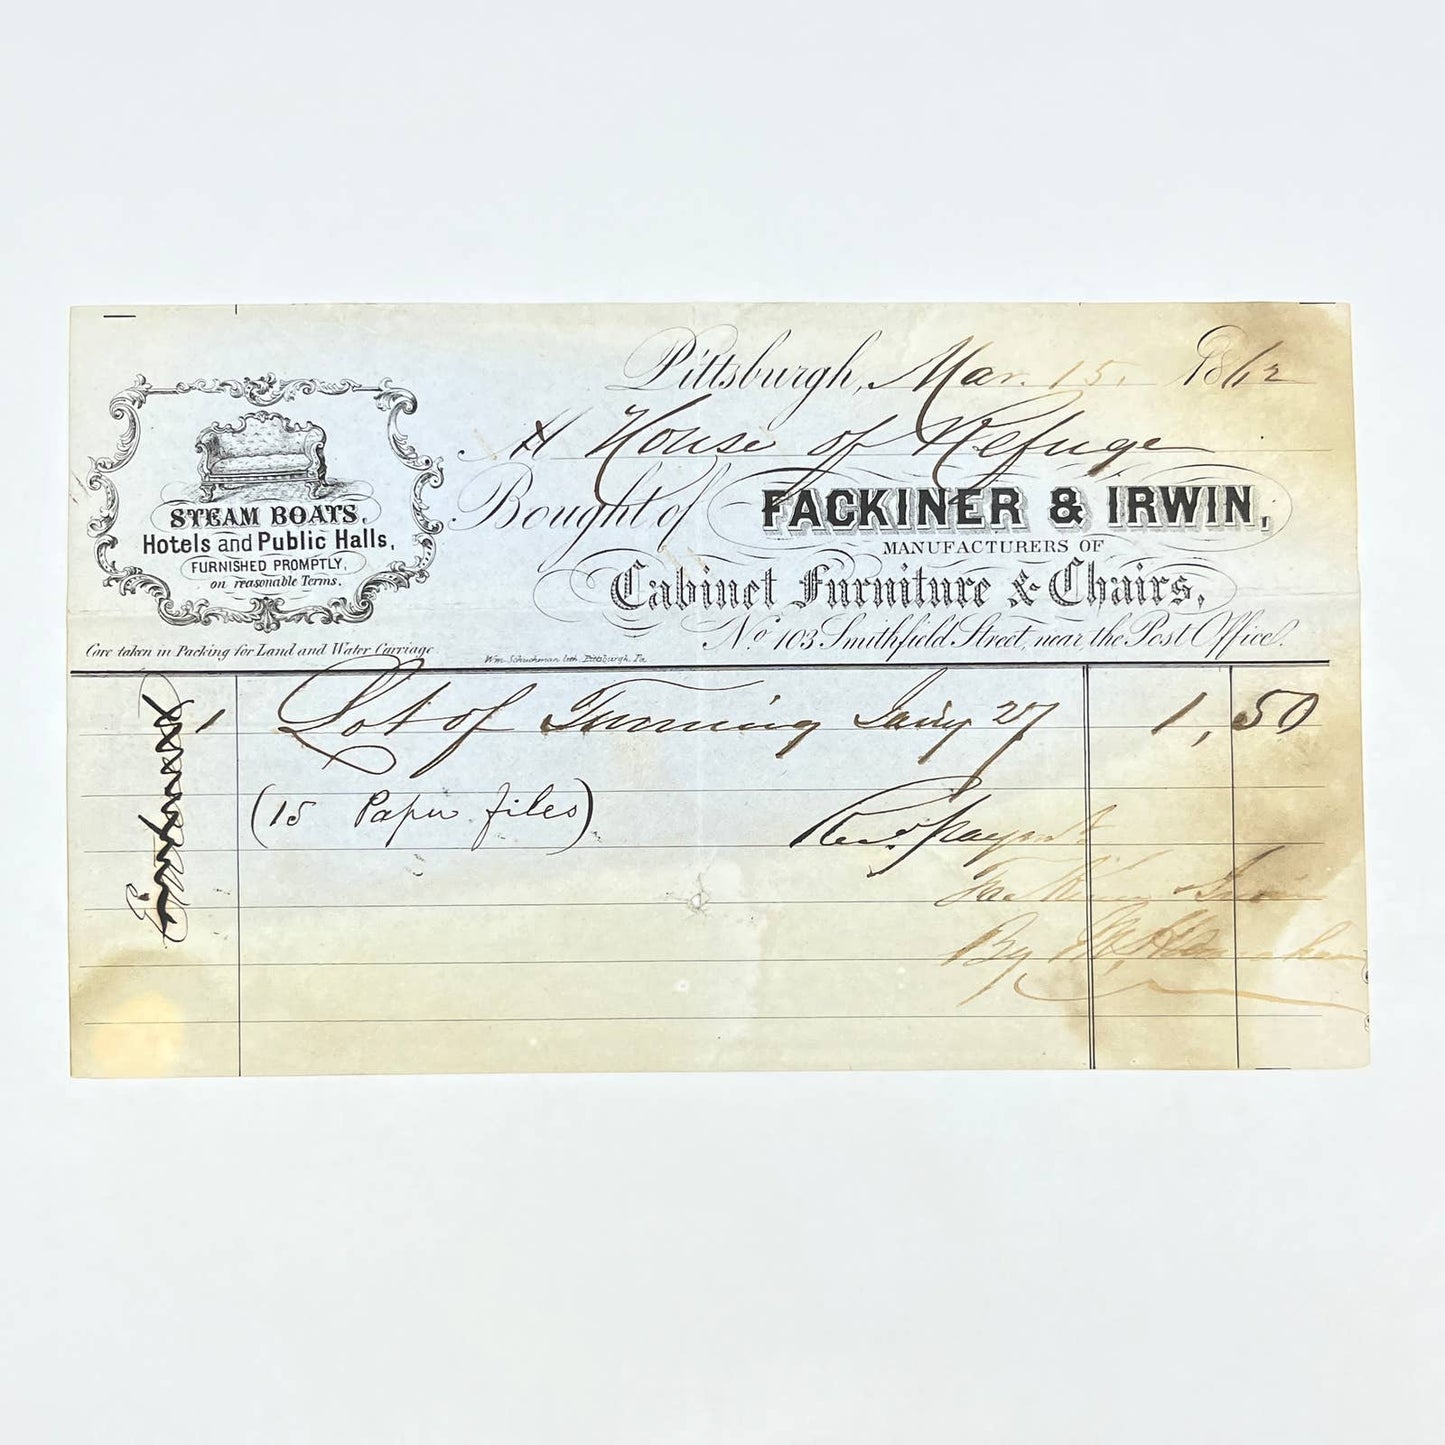 Pittsburgh, Mar. 15, 1862
House of Refuge
Bought of FACKINER & IRWIN,
MANUFACTURERS OF
Cabinet Furniture & Chairs,
No. 103 Smithfield Street, near the Post Office.
STEAM BOATS,
Hotels and Public Halls,
FURNISHED PROMPTLY,
on reasonable Terms.
Care taken in Packing for Land and Water Carriage
Wm. Schuchman lith. Pittsburgh, Pa
1 Lot of Turning Jany 27 1,50
(15 Paper files)
Recd Paymt
By